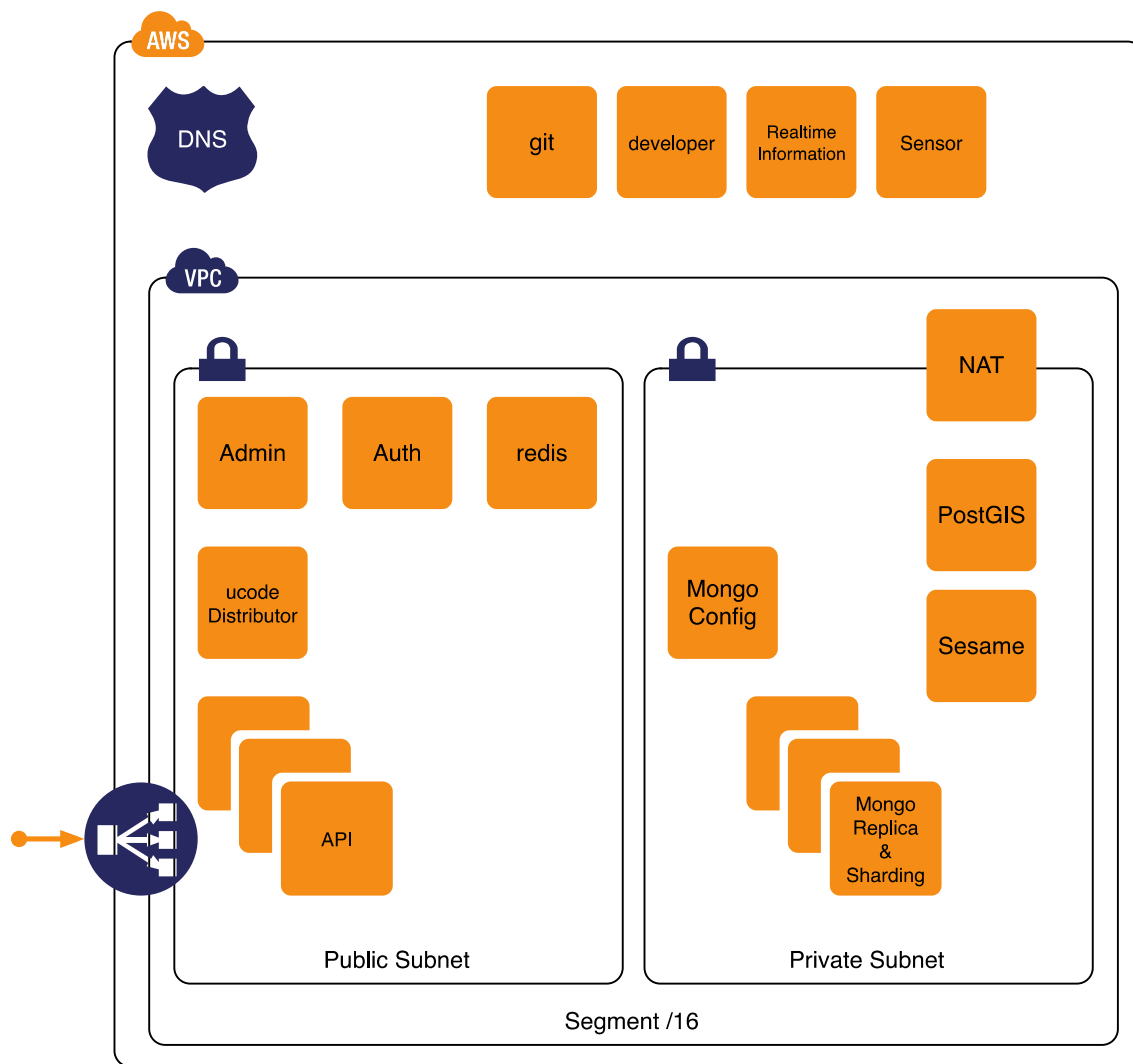 AWS
DNS
git
developer
Realtime
Information
Sensor
VPC
NAT
Admin
Auth
redis
PostGIS
ucode
Distributor
Mongo
Config
Sesame
API
Mongo
Replica
&
Sharding
Public Subnet
Private Subnet
Segment /16